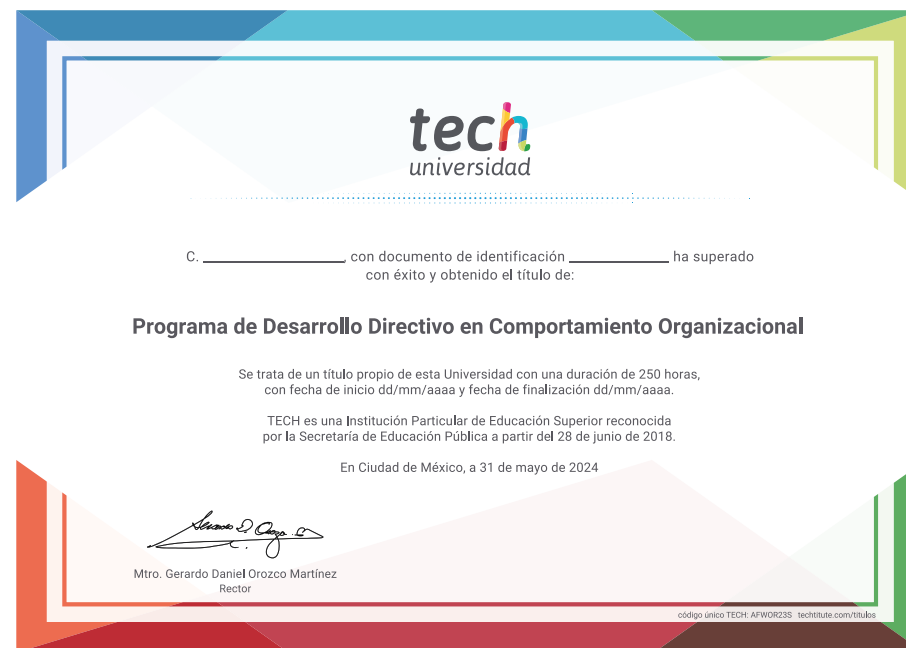 tech
universidad
C. ____________, con documento de identificación ____________ ha superado
con éxito y obtenido el título de:
Programa de Desarrollo Directivo en Comportamiento Organizacional
Se trata de un título propio de esta Universidad con una duración de 250 horas,
con fecha de inicio dd/mm/aaaa y fecha de finalización dd/mm/aaaa.
TECH es una Institución Particular de Educación Superior reconocida
por la Secretaría de Educación Pública a partir del 28 de junio de 2018.
En Ciudad de México, a 31 de mayo de 2024
Mtro. Gerardo Daniel Orozco Martínez
Rector
código único TECH: AFWOR23S techtitute.com/titulos